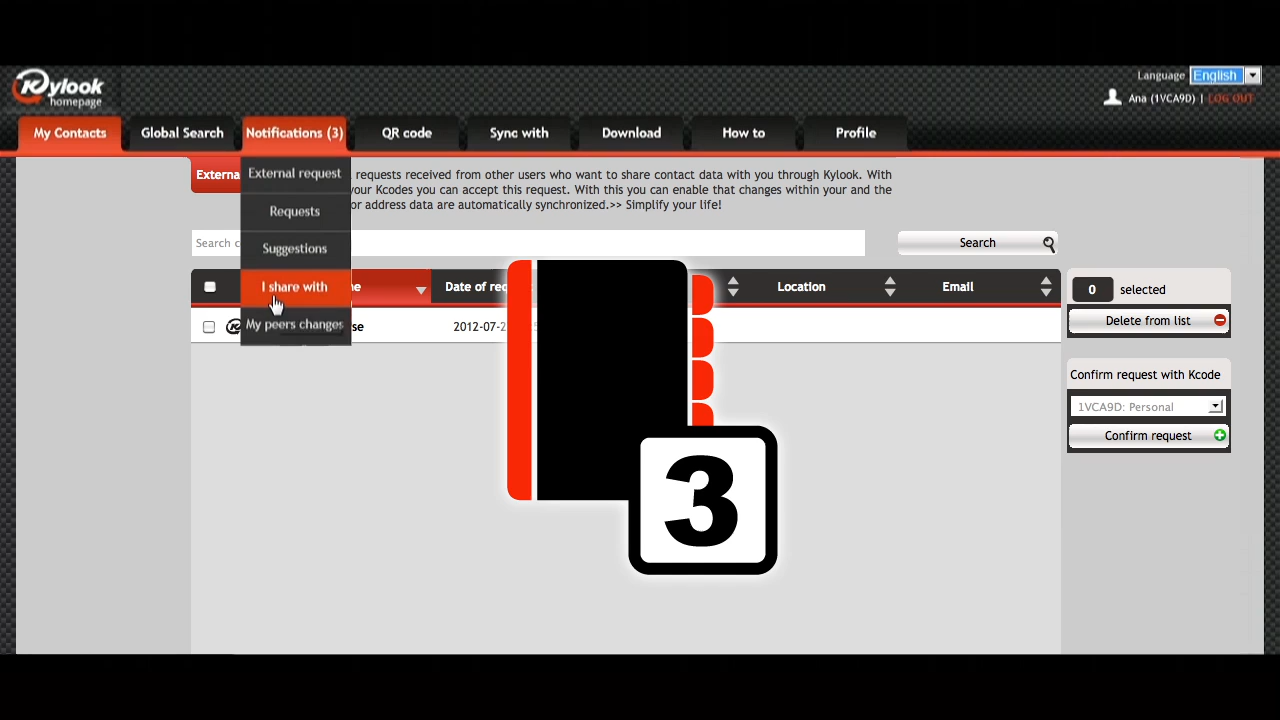 Kylook
homepage
Language English
Ana (1VCA9D) | LOG OUT
My Contacts
Global Search
Notifications (3)
QR code
Sync with
Download
How to
Profile
External request
Requests
Suggestions
I share with
My peers changes
requests received from other users who want to share contact data with you through Kylook. With
your Kcodes you can accept this request. With this you can enable that changes within your and the
or address data are automatically synchronized.>> Simplify your life!
Search
Search
Date of
Location
Email
2012-07-
0 selected
Delete from list
Confirm request with Kcode
1VCA9D: Personal
Confirm request
3